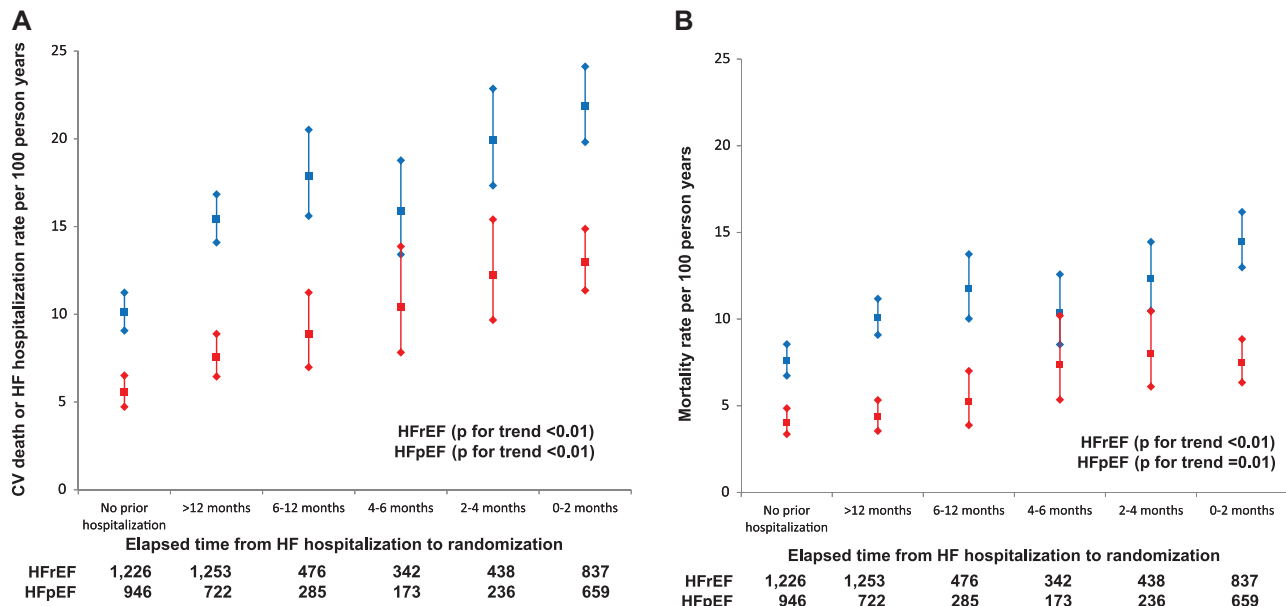 A
CV death or HF hospitalization rate per 100 person years
25
20
15
10
5
0
HFrEF (p for trend <0.01)
HFpEF (p for trend <0.01)
No prior hospitalization >12 months 6-12 months 4-6 months 2-4 months 0-2 months
Elapsed time from HF hospitalization to randomization
HFrEF 1,226 1,253 476 342 438 837
HFpEF 946 722 285 173 236 659
B
Mortality rate per 100 person years
25
20
15
10
5
0
HFrEF (p for trend <0.01)
HFpEF (p for trend =0.01)
No prior hospitalization >12 months 6-12 months 4-6 months 2-4 months 0-2 months
Elapsed time from HF hospitalization to randomization
HFrEF 1,226 1,253 476 342 438 837
HFpEF 946 722 285 173 236 659